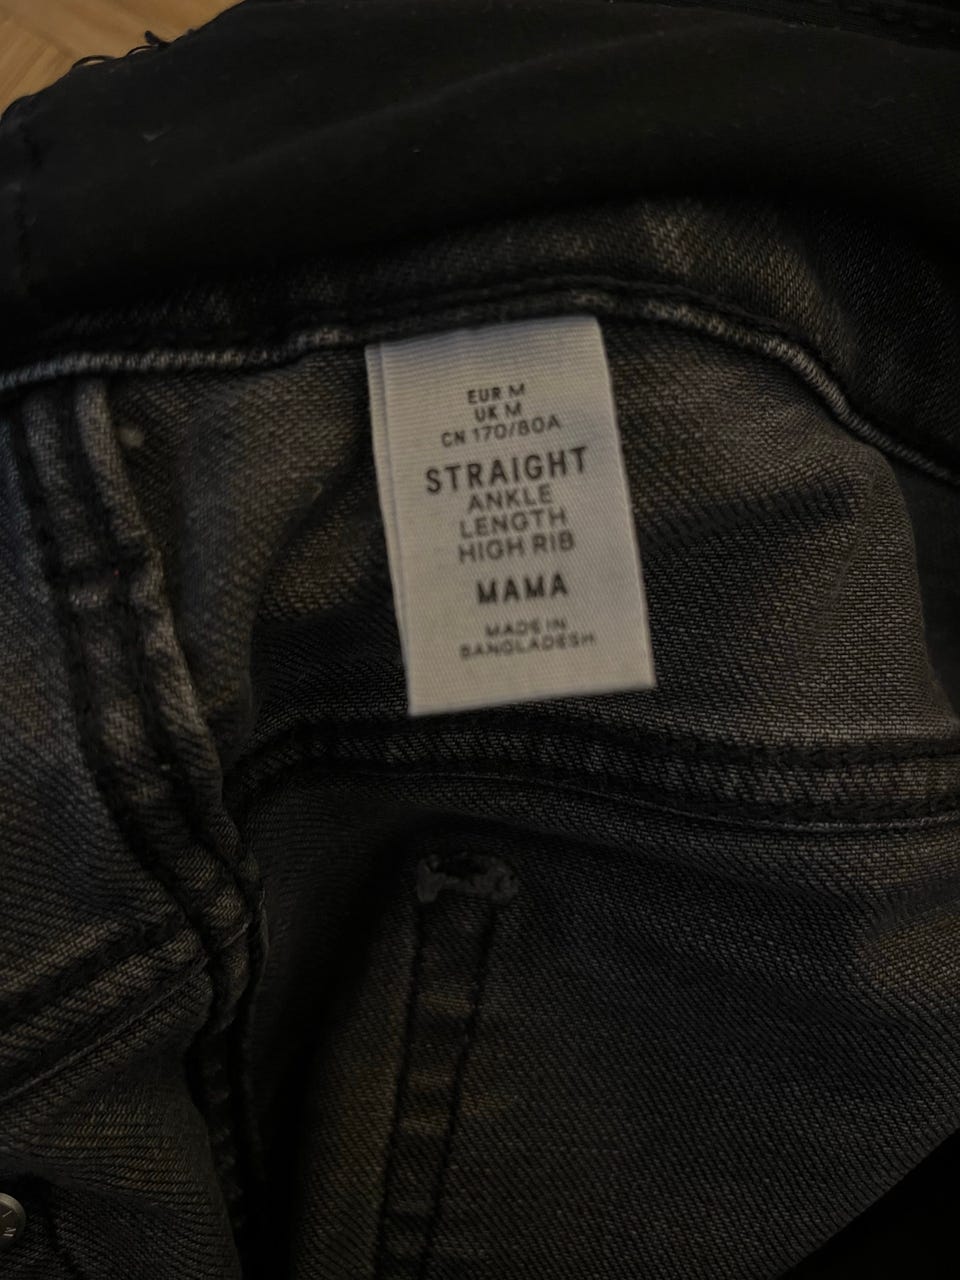 EUR M
UK M
CN 170/80A
STRAIGHT
ANKLE
LENGTH
HIGH RIB
MAMA
MADE IN
BANGLADESH